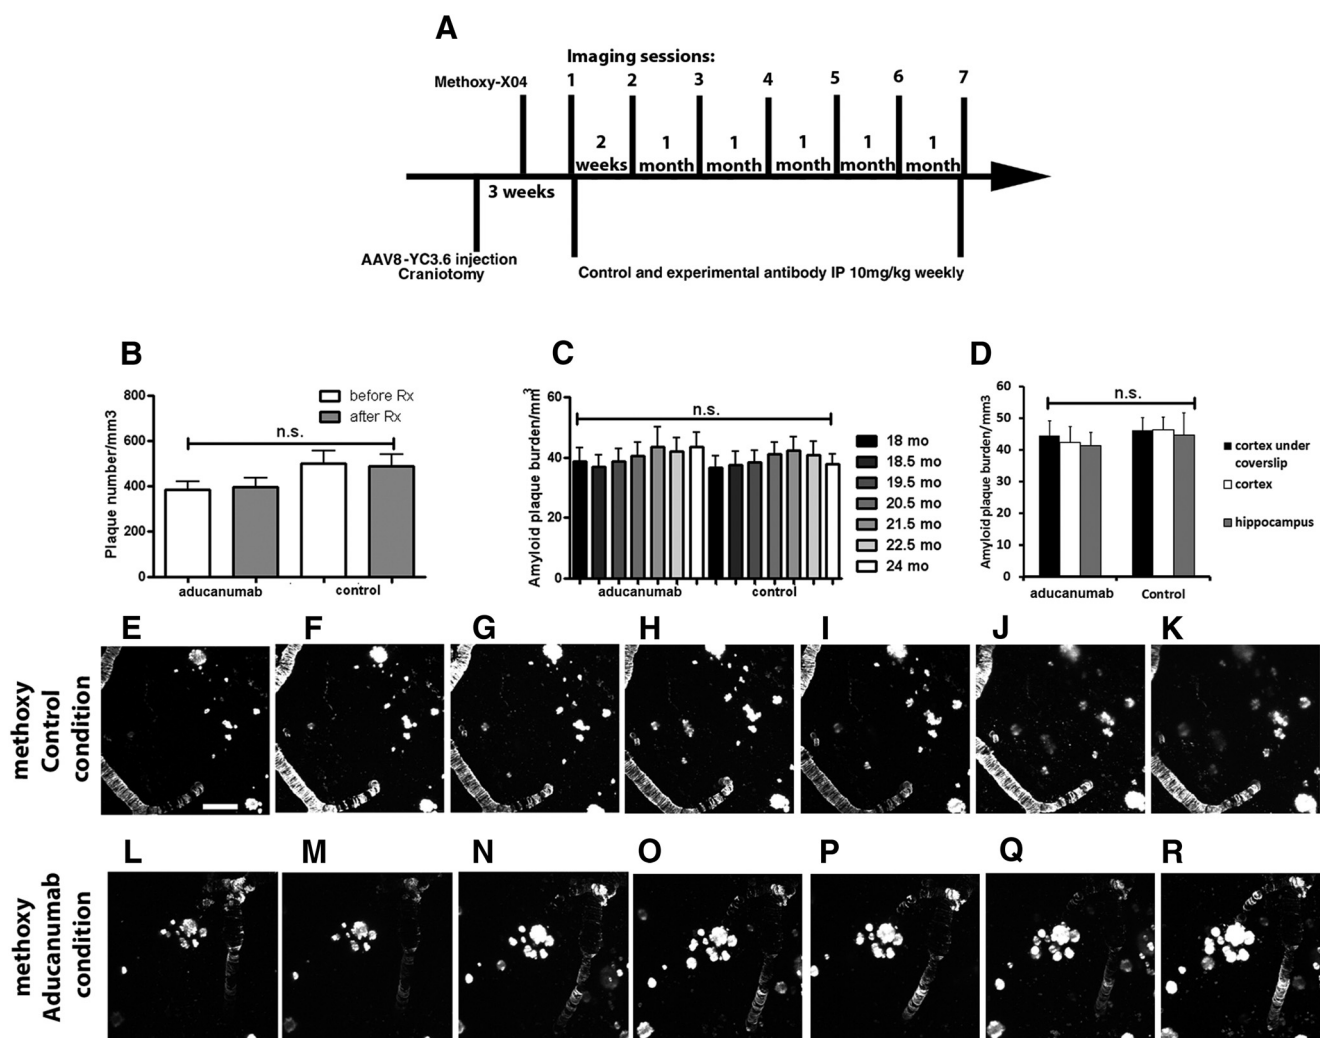 A
Imaging sessions:
Methoxy-X04
1 2 3 4 5 6 7
2 weeks
1 month
1 month
1 month
1 month
1 month
3 weeks
AAV8-YC3.6 injection
Craniotomy
Control and experimental antibody IP 10mg/kg weekly
B
Plaque number/mm3
800
600
400
200
0
before Rx
after Rx
n.s.
aducanumab
control
C
Amyloid plaque burden/mm3
60
40
20
0
n.s.
aducanumab
control
18 mo
18.5 mo
19.5 mo
20.5 mo
21.5 mo
22.5 mo
24 mo
D
Amyloid plaque burden/mm3
60
50
40
30
20
10
0
n.s.
aducanumab
Control
cortex under
coverslip
cortex
hippocampus
E F G H I J K
methoxy
Control
condition
L M N O P Q R
methoxy
Aducanumab
condition